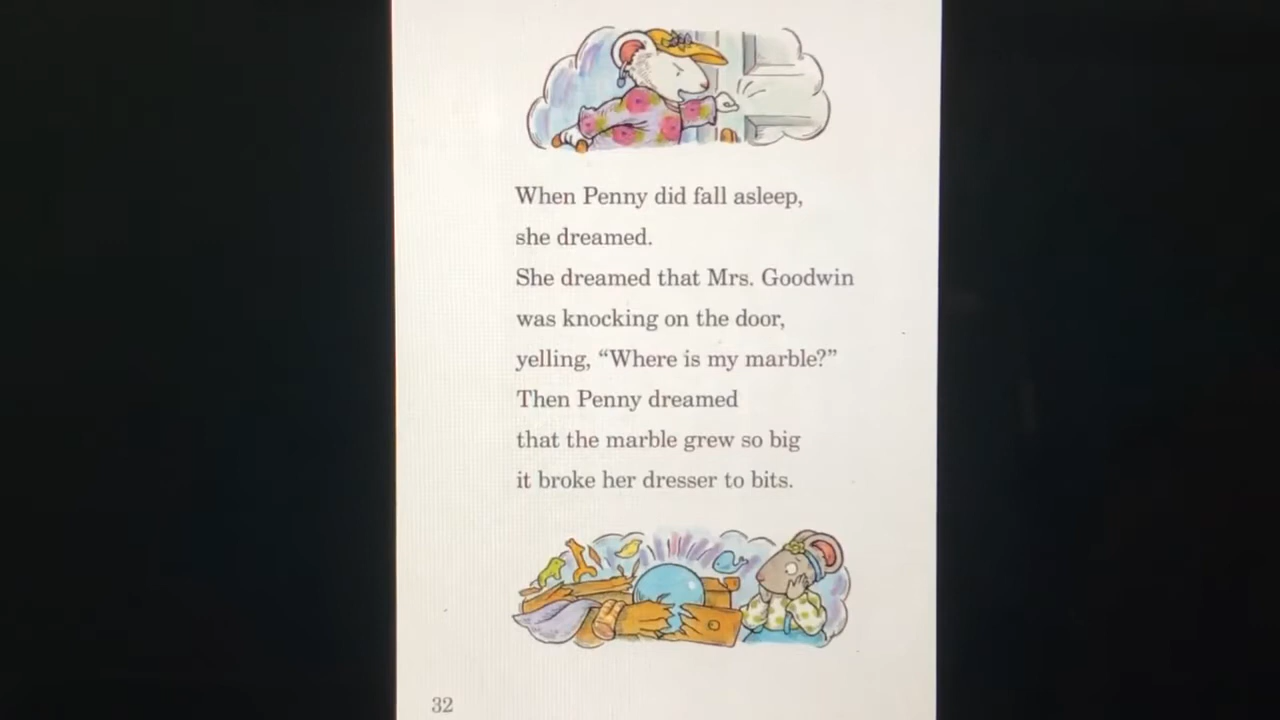 When Penny did fall asleep,
she dreamed.
She dreamed that Mrs. Goodwin
was knocking on the door,
yelling, “Where is my marble?”
Then Penny dreamed
that the marble grew so big
it broke her dresser to bits.
32